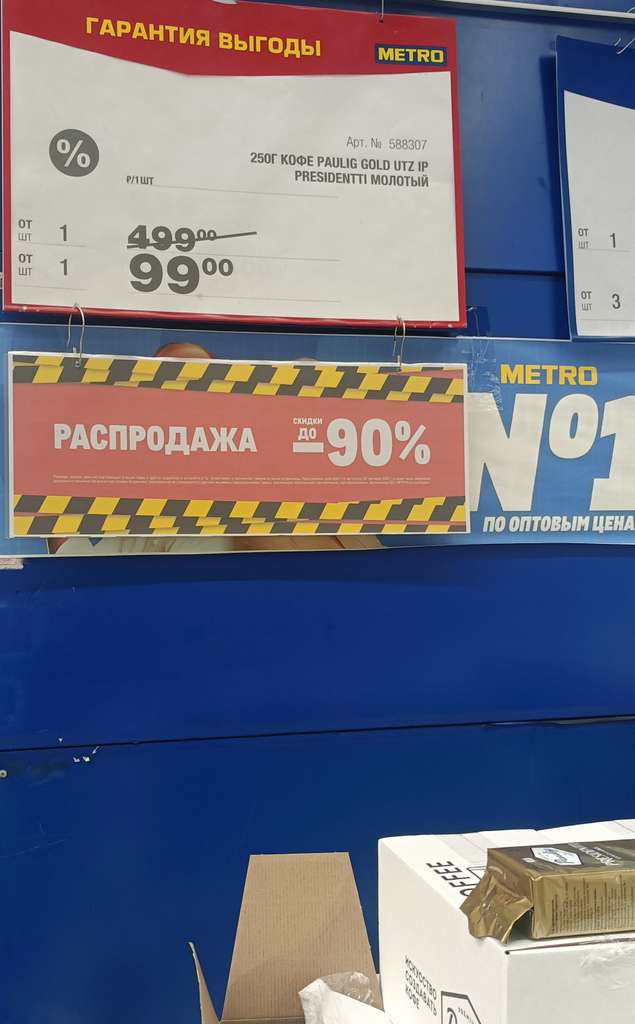 ГАРАНТИЯ ВЫГОДЫ
METRO
Арт. № 588307
250Г КОФЕ PAULIG GOLD UTZ IP
PRESIDENTTI МОЛОТЫЙ
%
₽/1 ШТ
ОТ 1 499⁰⁰
ШТ
ОТ 1 99⁰⁰
ШТ
ОТ 1
ШТ
ОТ 3
ШТ
РАСПРОДАЖА
СКИДКИ
ДО
-90%
METRO
№1
ПО ОПТОВЫМ ЦЕНА
COFFEE
ИСКУССТВО
СОЗДАВАТЬ
КОФЕ